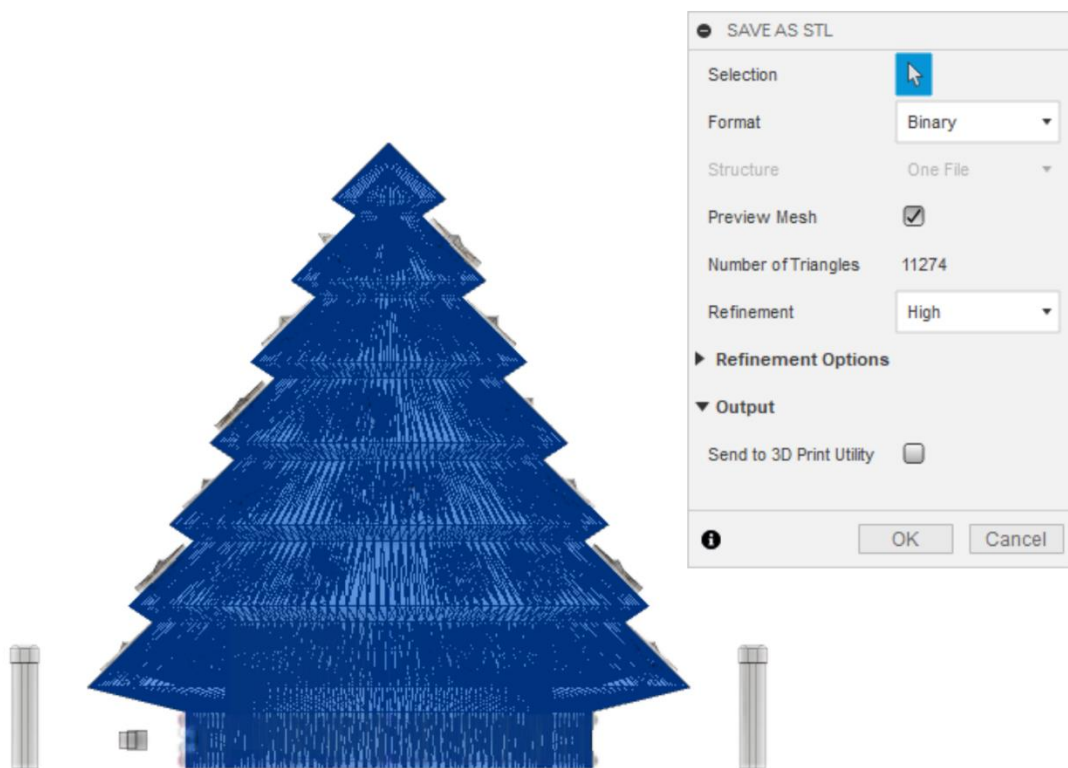 SAVE AS STL
Selection
Format Binary
Structure One File
Preview Mesh
Number of Triangles 11274
Refinement High
Refinement Options
Output
Send to 3D Print Utility
OK Cancel